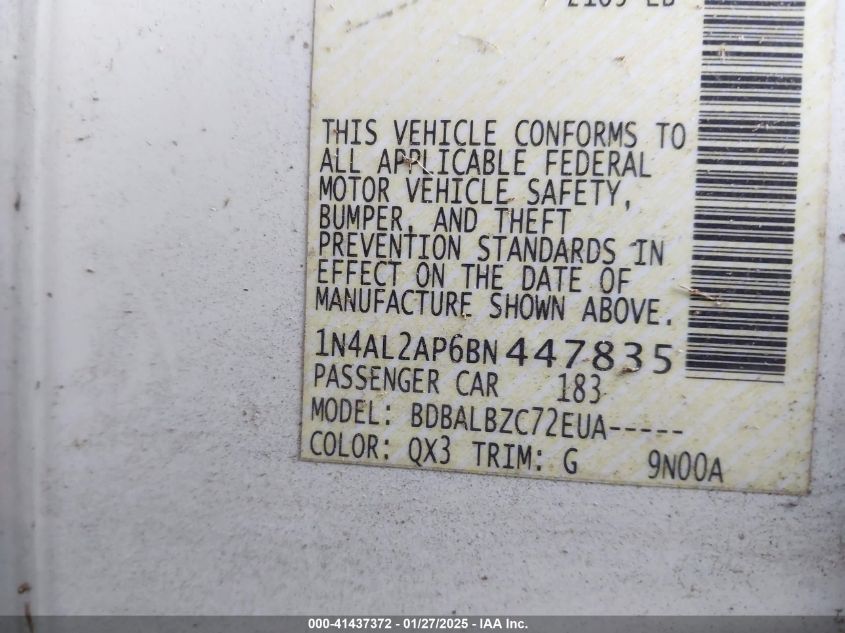 THIS VEHICLE CONFORMS TO
ALL APPLICABLE FEDERAL
MOTOR VEHICLE SAFETY,
BUMPER, AND THEFT
PREVENTION STANDARDS IN
EFFECT ON THE DATE OF
MANUFACTURE SHOWN ABOVE.
1N4AL2AP6BN447835
PASSENGER CAR 183
MODEL: BDBALBZC72EUA-----
COLOR: QX3 TRIM: G 9N00A
000-41437372 | 01/27/2025 - IAA Inc.